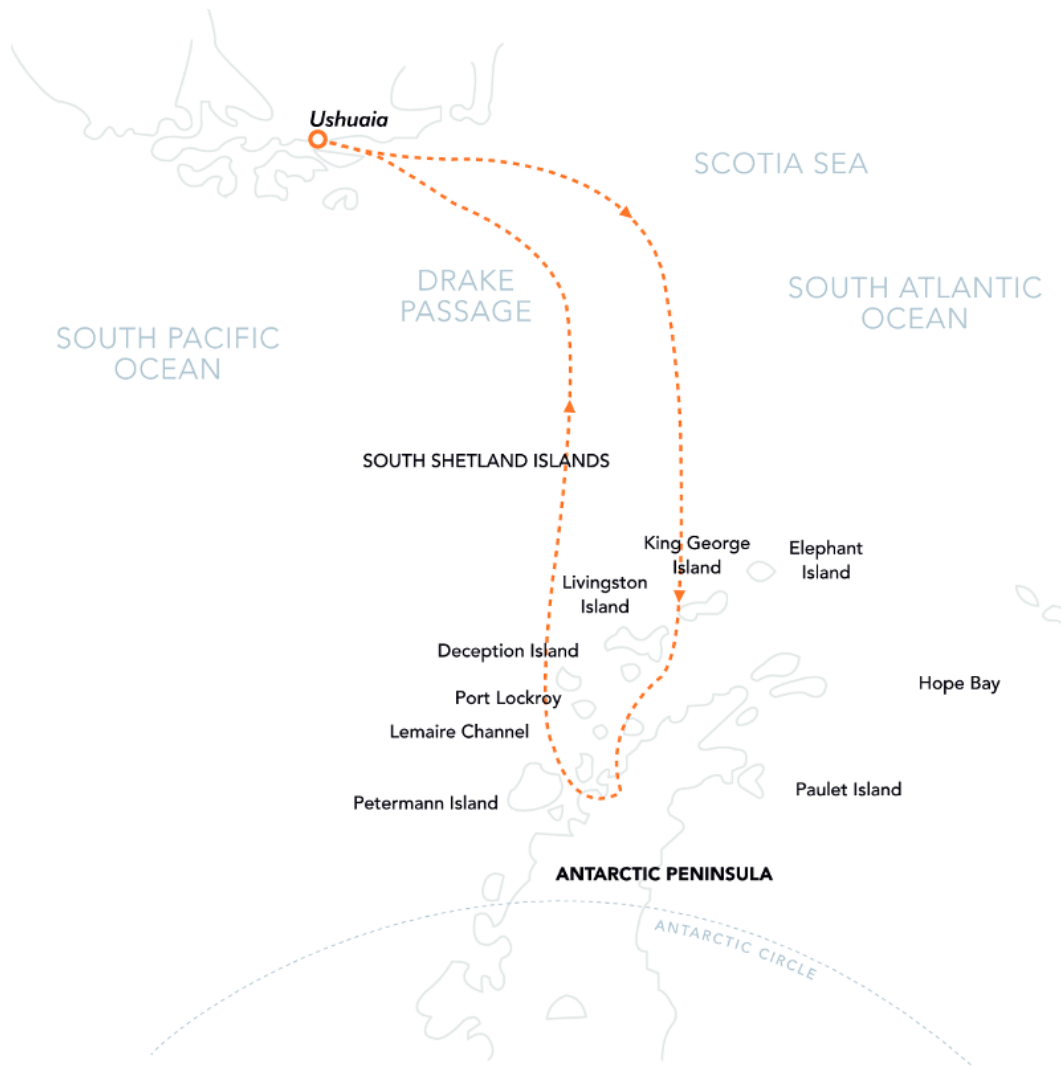 Ushuaia
SCOTIA SEA
DRAKE
PASSAGE
SOUTH ATLANTIC
OCEAN
SOUTH PACIFIC
OCEAN
SOUTH SHETLAND ISLANDS
King George
Island
Elephant
Island
Livingston
Island
Deception Island
Hope Bay
Port Lockroy
Lemaire Channel
Paulet Island
Petermann Island
ANTARCTIC PENINSULA
ANTARCTIC CIRCLE